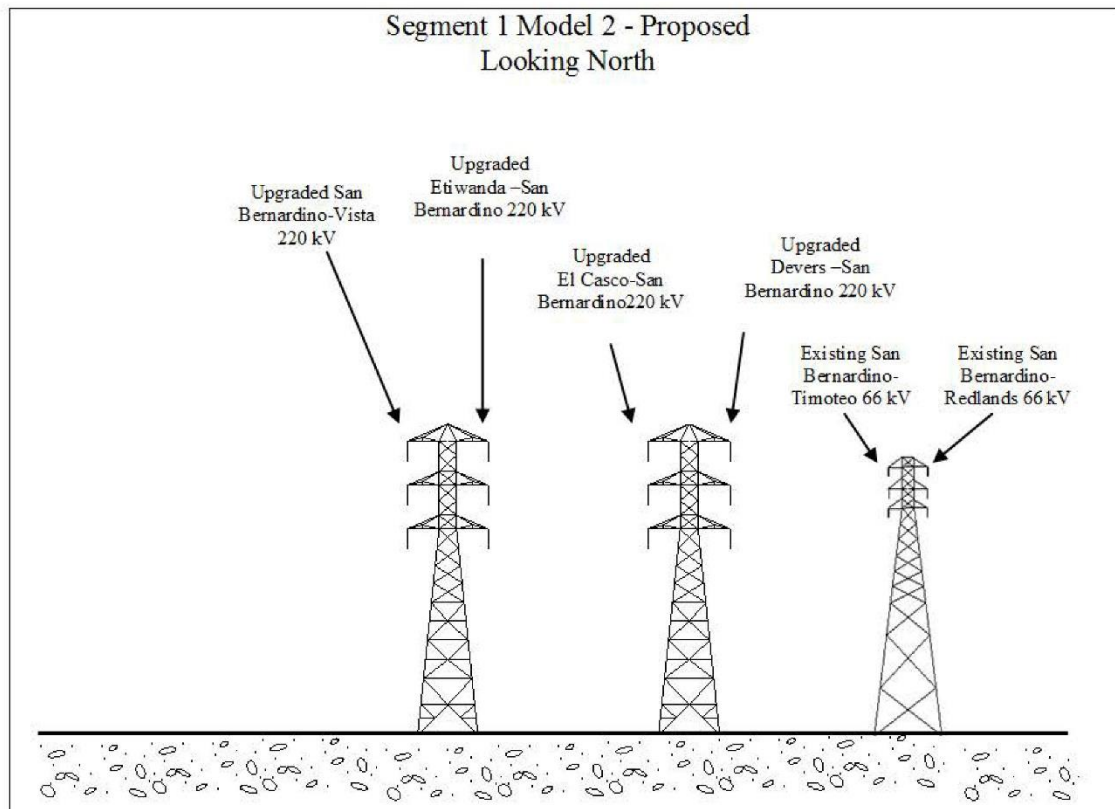 Segment 1 Model 2 - Proposed
Looking North
Upgraded San
Bernardino-Vista
220 kV
Upgraded
Etiwanda –San
Bernardino 220 kV
Upgraded
El Casco-San
Bernardino220 kV
Upgraded
Devers –San
Bernardino 220 kV
Existing San
Bernardino-
Timoteo 66 kV
Existing San
Bernardino-
Redlands 66 kV